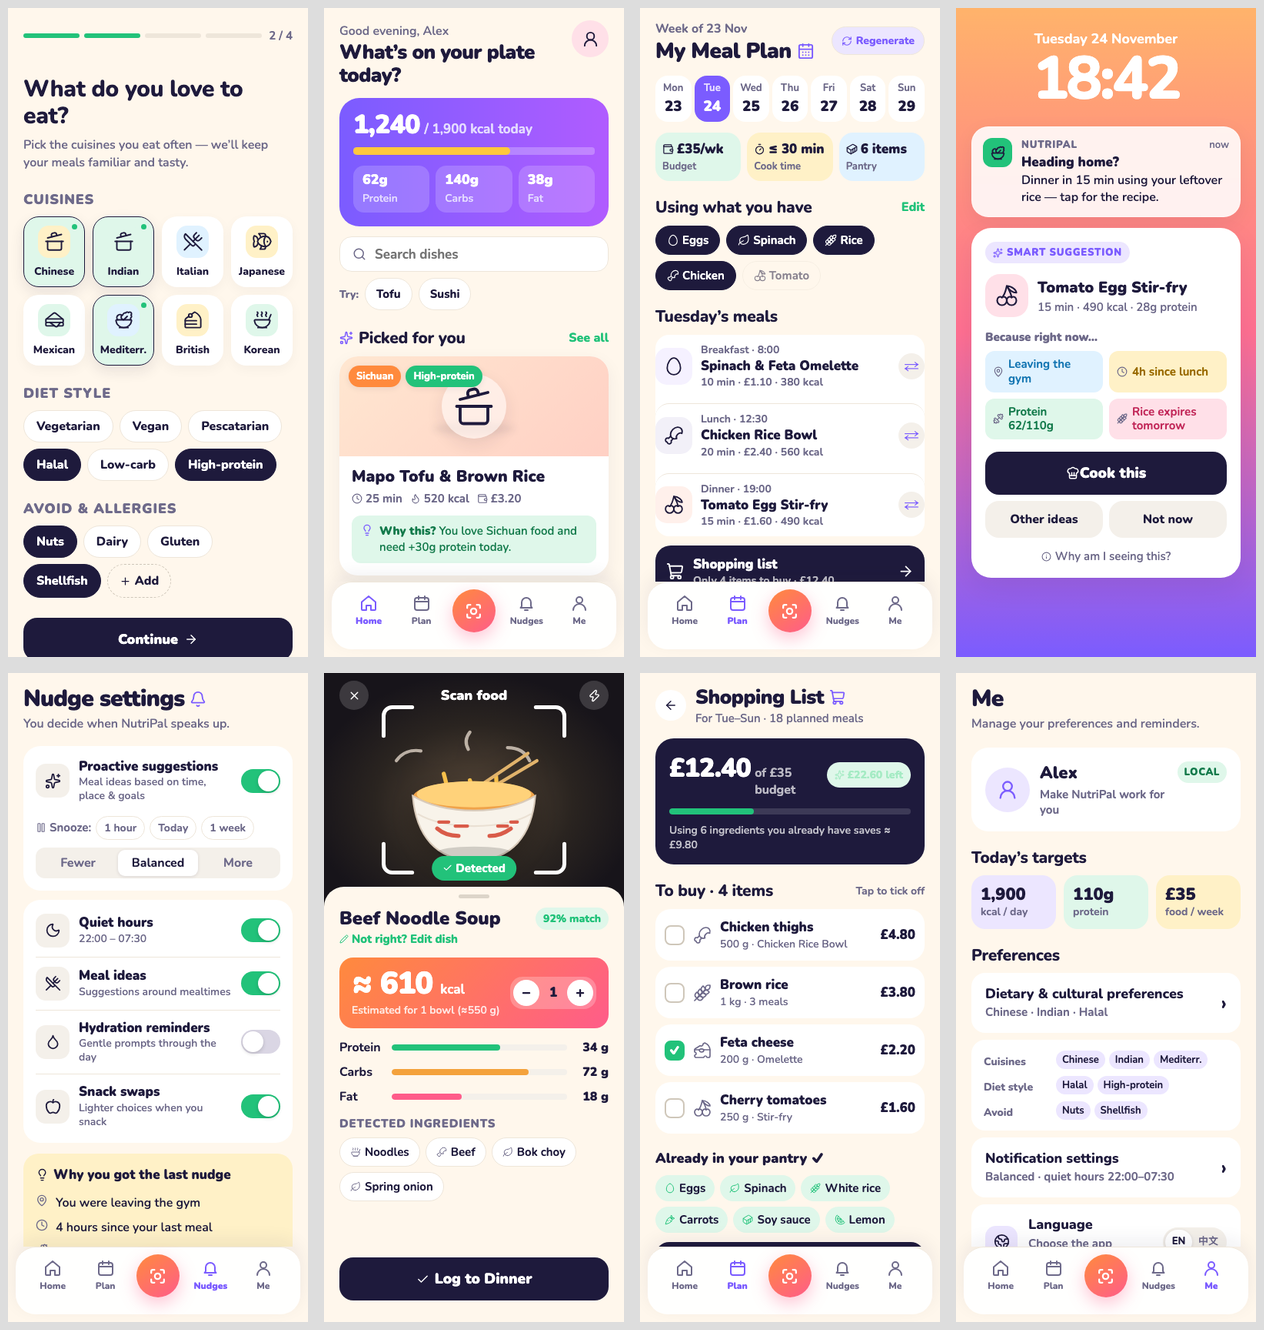 2 / 4
What do you love to
eat?
Pick the cuisines you eat often — we'll keep
your meals familiar and tasty.
CUISINES
Chinese
Indian
Italian
Japanese
Mexican
Mediterr.
British
Korean
DIET STYLE
Vegetarian
Vegan
Pescatarian
Halal
Low-carb
High-protein
AVOID & ALLERGIES
Nuts
Dairy
Gluten
Shellfish
+ Add
Continue →
Good evening, Alex
What's on your plate
today?
1,240 / 1,900 kcal today
62g
Protein
140g
Carbs
38g
Fat
Search dishes
Try:
Tofu
Sushi
Picked for you
See all
Sichuan
High-protein
Mapo Tofu & Brown Rice
25 min
520 kcal
£3.20
Why this? You love Sichuan food and
need +30g protein today.
Home
Plan
Nudges
Me
Week of 23 Nov
My Meal Plan
Regenerate
Mon
23
Tue
24
Wed
25
Thu
26
Fri
27
Sat
28
Sun
29
£35/wk
Budget
≤ 30 min
Cook time
6 items
Pantry
Using what you have
Edit
Eggs
Spinach
Rice
Chicken
Tomato
Tuesday's meals
Breakfast · 8:00
Spinach & Feta Omelette
10 min · £1.10 · 380 kcal
Lunch · 12:30
Chicken Rice Bowl
20 min · £2.40 · 560 kcal
Dinner · 19:00
Tomato Egg Stir-fry
15 min · £1.60 · 490 kcal
Shopping list
Only 4 items to buy · £12.40
Home
Plan
Nudges
Me
Tuesday 24 November
18:42
NUTRIPAL
now
Heading home?
Dinner in 15 min using your leftover
rice — tap for the recipe.
SMART SUGGESTION
Tomato Egg Stir-fry
15 min · 490 kcal · 28g protein
Because right now...
Leaving the
gym
4h since lunch
Protein
62/110g
Rice expires
tomorrow
Cook this
Other ideas
Not now
Why am I seeing this?
Nudge settings
You decide when NutriPal speaks up.
Proactive suggestions
Meal ideas based on time,
place & goals
Snooze:
1 hour
Today
1 week
Fewer
Balanced
More
Quiet hours
22:00 – 07:30
Meal ideas
Suggestions around mealtimes
Hydration reminders
Gentle prompts through the
day
Snack swaps
Lighter choices when you
snack
Why you got the last nudge
You were leaving the gym
4 hours since your last meal
Home
Plan
Nudges
Me
Scan food
Detected
Beef Noodle Soup
92% match
Not right? Edit dish
≈ 610 kcal
Estimated for 1 bowl (≈550 g)
− 1 +
Protein
34 g
Carbs
72 g
Fat
18 g
DETECTED INGREDIENTS
Noodles
Beef
Bok choy
Spring onion
Log to Dinner
Shopping List
For Tue–Sun · 18 planned meals
£12.40 of £35
budget
£22.60 left
Using 6 ingredients you already have saves ≈
£9.80
To buy · 4 items
Tap to tick off
Chicken thighs
500 g · Chicken Rice Bowl
£4.80
Brown rice
1 kg · 3 meals
£3.80
Feta cheese
200 g · Omelette
£2.20
Cherry tomatoes
250 g · Stir-fry
£1.60
Already in your pantry ✓
Eggs
Spinach
White rice
Carrots
Soy sauce
Lemon
Home
Plan
Nudges
Me
Me
Manage your preferences and reminders.
Alex
Make NutriPal work for
you
LOCAL
Today's targets
1,900
kcal / day
110g
protein
£35
food / week
Preferences
Dietary & cultural preferences
Chinese · Indian · Halal
›
Cuisines
Chinese
Indian
Mediterr.
Diet style
Halal
High-protein
Avoid
Nuts
Shellfish
Notification settings
Balanced · quiet hours 22:00–07:30
›
Language
Choose the app
EN
中文
Home
Plan
Nudges
Me